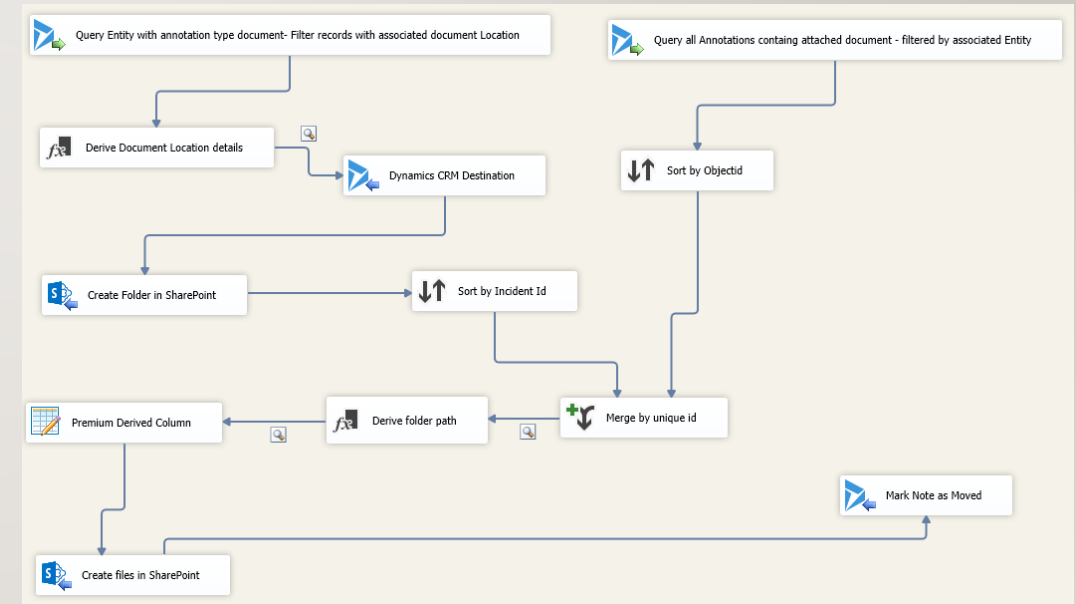 Query Entity with annotation type document- Filter records with associated document Location
Query all Annotations containg attached document - filtered by associated Entity
Derive Document Location details
Dynamics CRM Destination
Sort by Objectid
Create Folder in SharePoint
Sort by Incident Id
Premium Derived Column
Derive folder path
Merge by unique id
Mark Note as Moved
Create files in SharePoint